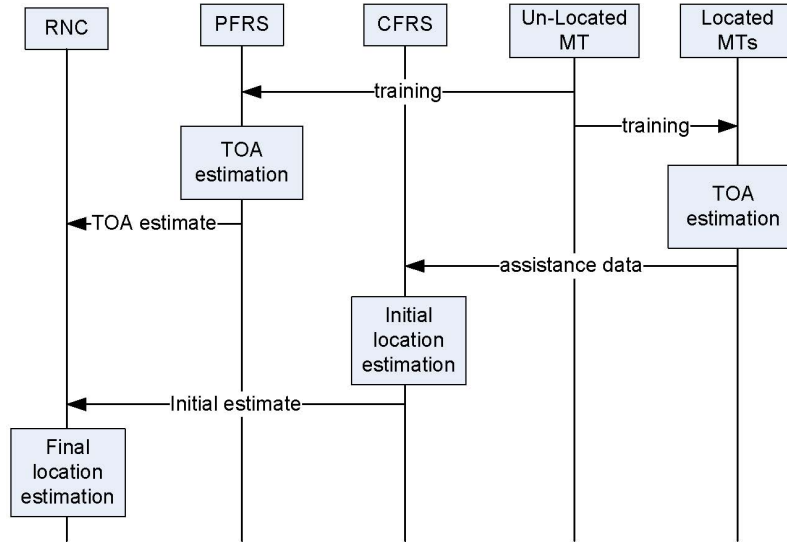 RNC
PFRS
CFRS
Un-Located
MT
Located
MTs
training
training
TOA
estimation
TOA
estimation
TOA estimate
assistance data
Initial
location
estimation
Initial estimate
Final
location
estimation